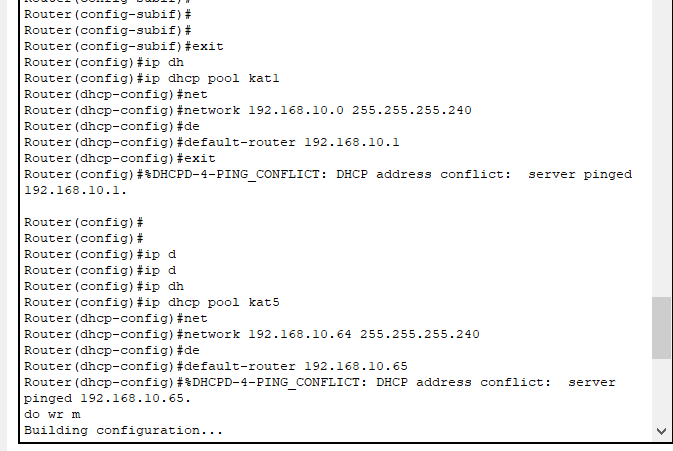 Router(config-subif)#
Router(config-subif)#
Router(config-subif)#
Router(config-subif)#exit
Router(config)#ip dh
Router(config)#ip dhcp pool kat1
Router(dhcp-config)#net
Router(dhcp-config)#network 192.168.10.0 255.255.255.240
Router(dhcp-config)#de
Router(dhcp-config)#default-router 192.168.10.1
Router(dhcp-config)#exit
Router(config)#%DHCPD-4-PING_CONFLICT: DHCP address conflict:  server pinged
192.168.10.1.
Router(config)#
Router(config)#
Router(config)#ip d
Router(config)#ip d
Router(config)#ip dh
Router(config)#ip dhcp pool kat5
Router(dhcp-config)#net
Router(dhcp-config)#network 192.168.10.64 255.255.255.240
Router(dhcp-config)#de
Router(dhcp-config)#default-router 192.168.10.65
Router(dhcp-config)#%DHCPD-4-PING_CONFLICT: DHCP address conflict:  server
pinged 192.168.10.65.
do wr m
Building configuration...